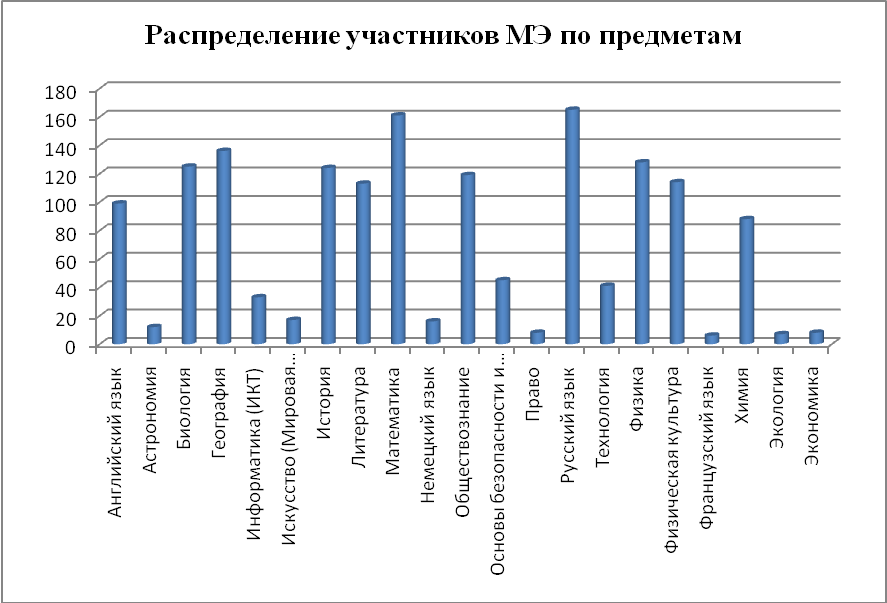 Распределение участников МЭ по предметам
180
160
140
120
100
80
60
40
20
0
Английский язык
Астрономия
Биология
География
Информатика (ИКТ)
Искусство (Мировая...
История
Литература
Математика
Немецкий язык
Обществознание
Основы безопасности и...
Право
Русский язык
Технология
Физика
Физическая культура
Французский язык
Химия
Экология
Экономика